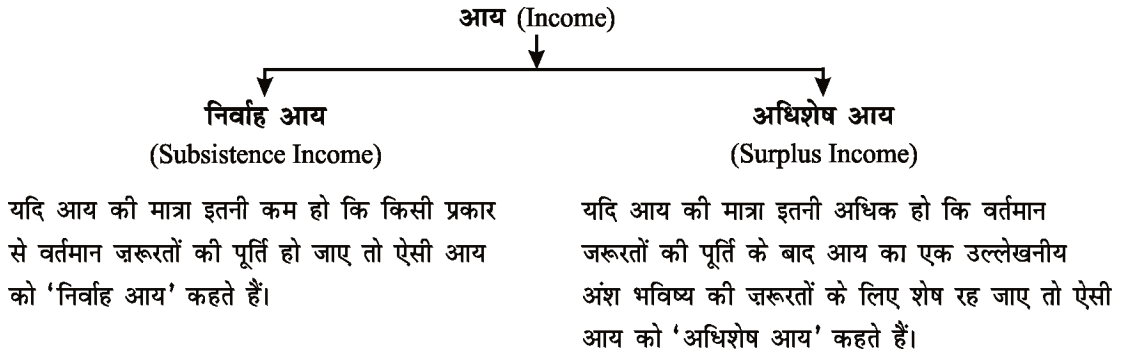 आय (Income)
निर्वाह आय
(Subsistence Income)
यदि आय की मात्रा इतनी कम हो कि किसी प्रकार
से वर्तमान ज़रूरतों की पूर्ति हो जाए तो ऐसी आय
को ‘निर्वाह आय’ कहते हैं।
अधिशेष आय
(Surplus Income)
यदि आय की मात्रा इतनी अधिक हो कि वर्तमान
जरूरतों की पूर्ति के बाद आय का एक उल्लेखनीय
अंश भविष्य की ज़रूरतों के लिए शेष रह जाए तो ऐसी
आय को ‘अधिशेष आय’ कहते हैं।